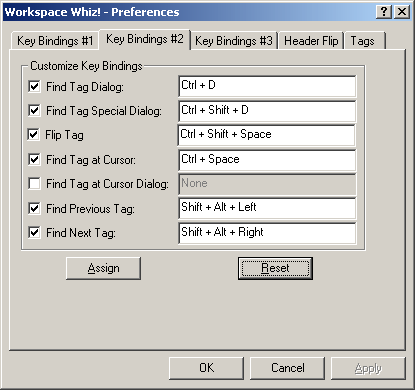 Workspace Whiz! - Preferences
Key Bindings #1 Key Bindings #2 Key Bindings #3 Header Flip Tags
Customize Key Bindings
Find Tag Dialog: Ctrl + D
Find Tag Special Dialog: Ctrl + Shift + D
Flip Tag Ctrl + Shift + Space
Find Tag at Cursor: Ctrl + Space
Find Tag at Cursor Dialog: None
Find Previous Tag: Shift + Alt + Left
Find Next Tag: Shift + Alt + Right
Assign Reset
OK Cancel Apply